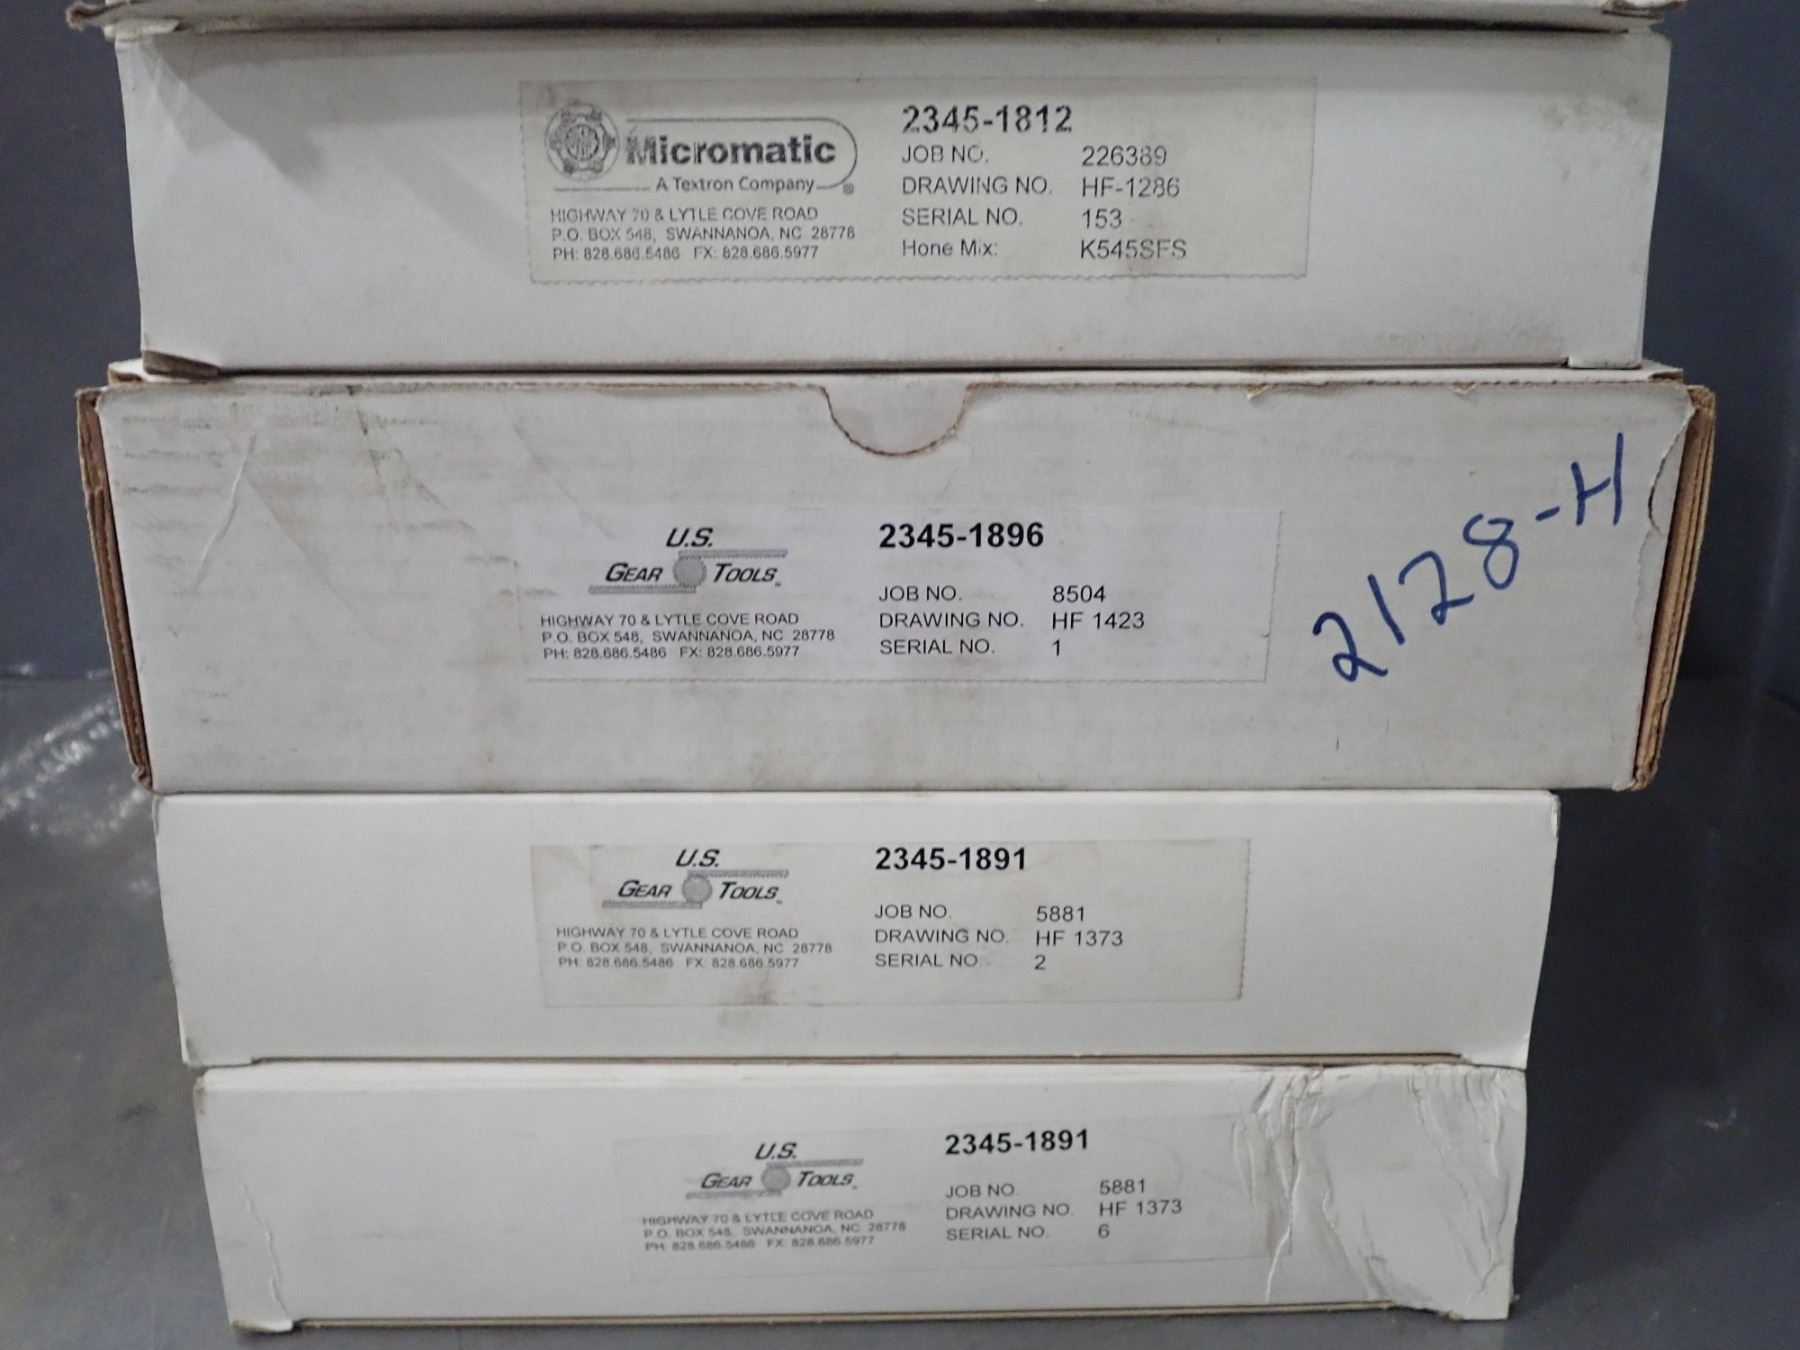 Micromatic
A Textron Company ®
HIGHWAY 70 & LYTLE COVE ROAD
P.O. BOX 548, SWANNANOA, NC 28778
PH: 828.686.5486 FX: 828.686.5977
2345-1812
JOB NO. 226389
DRAWING NO. HF-1286
SERIAL NO. 153
Hone Mix: K545SFS
U.S.
GEAR TOOLS
HIGHWAY 70 & LYTLE COVE ROAD
P.O. BOX 548, SWANNANOA, NC 28778
PH: 828.686.5486 FX: 828.686.5977
2345-1896
JOB NO. 8504
DRAWING NO. HF 1423
SERIAL NO. 1
2128-H
U.S.
GEAR TOOLS
HIGHWAY 70 & LYTLE COVE ROAD
P.O. BOX 548, SWANNANOA, NC 28778
PH: 828.686.5486 FX: 828.686.5977
2345-1891
JOB NO. 5881
DRAWING NO. HF 1373
SERIAL NO. 2
U.S.
GEAR TOOLS
HIGHWAY 70 & LYTLE COVE ROAD
P.O. BOX 548, SWANNANOA, NC 28778
PH: 828.686.5486 FX: 828.686.5977
2345-1891
JOB NO. 5881
DRAWING NO. HF 1373
SERIAL NO. 6